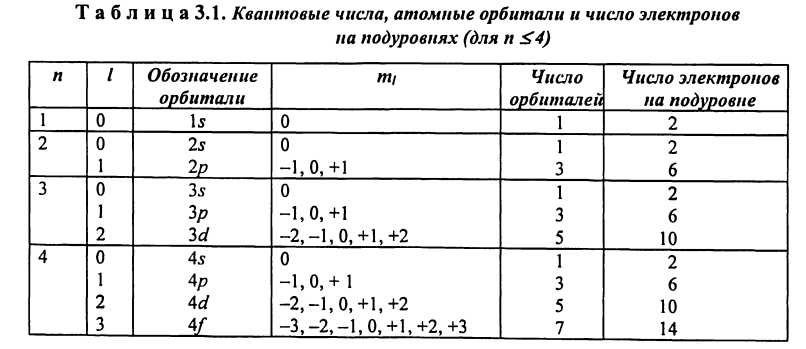 Т а б л и ц а 3.1. Квантовые числа, атомные орбитали и число электронов
на подуровнях (для n ≤4)
n l Обозначение орбитали mₗ Число орбиталей Число электронов на подуровне
1 0 1s 0 1 2
2 0 2s 0 1 2
1 2p –1, 0, +1 3 6
3 0 3s 0 1 2
1 3p –1, 0, +1 3 6
2 3d –2, –1, 0, +1, +2 5 10
4 0 4s 0 1 2
1 4p –1, 0, + 1 3 6
2 4d –2, –1, 0, +1, +2 5 10
3 4f –3, –2, –1, 0, +1, +2, +3 7 14